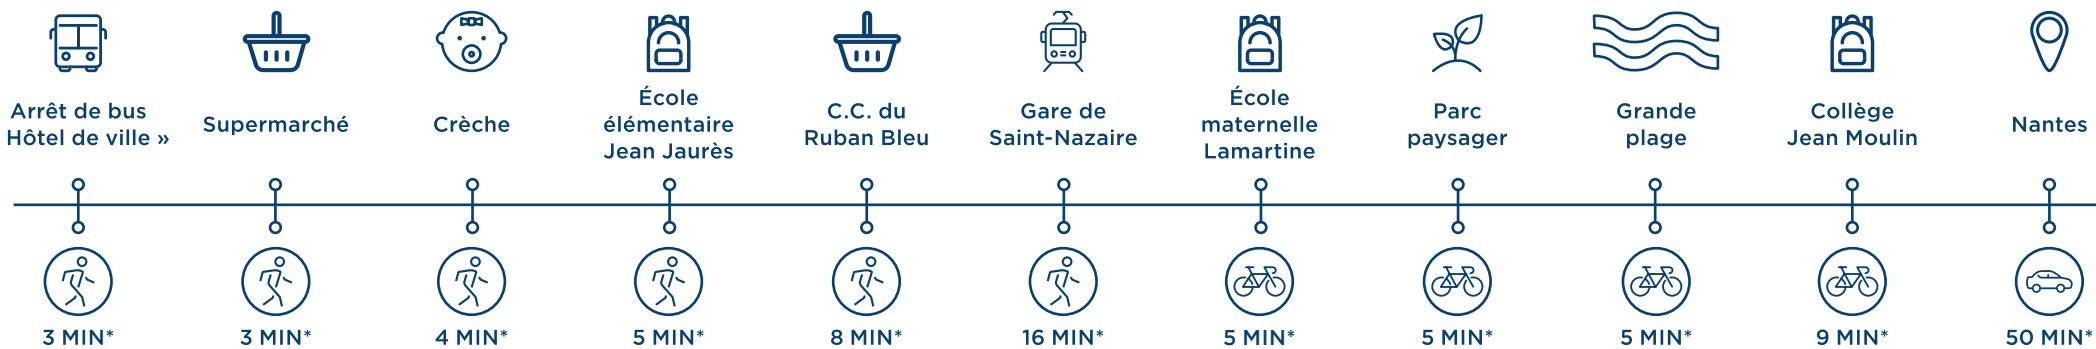 Arrêt de bus
Hôtel de ville »
Supermarché
Crèche
École
élémentaire
Jean Jaurès
C.C. du
Ruban Bleu
Gare de
Saint-Nazaire
École
maternelle
Lamartine
Parc
paysager
Grande
plage
Collège
Jean Moulin
Nantes
3 MIN*
3 MIN*
4 MIN*
5 MIN*
8 MIN*
16 MIN*
5 MIN*
5 MIN*
5 MIN*
9 MIN*
50 MIN*